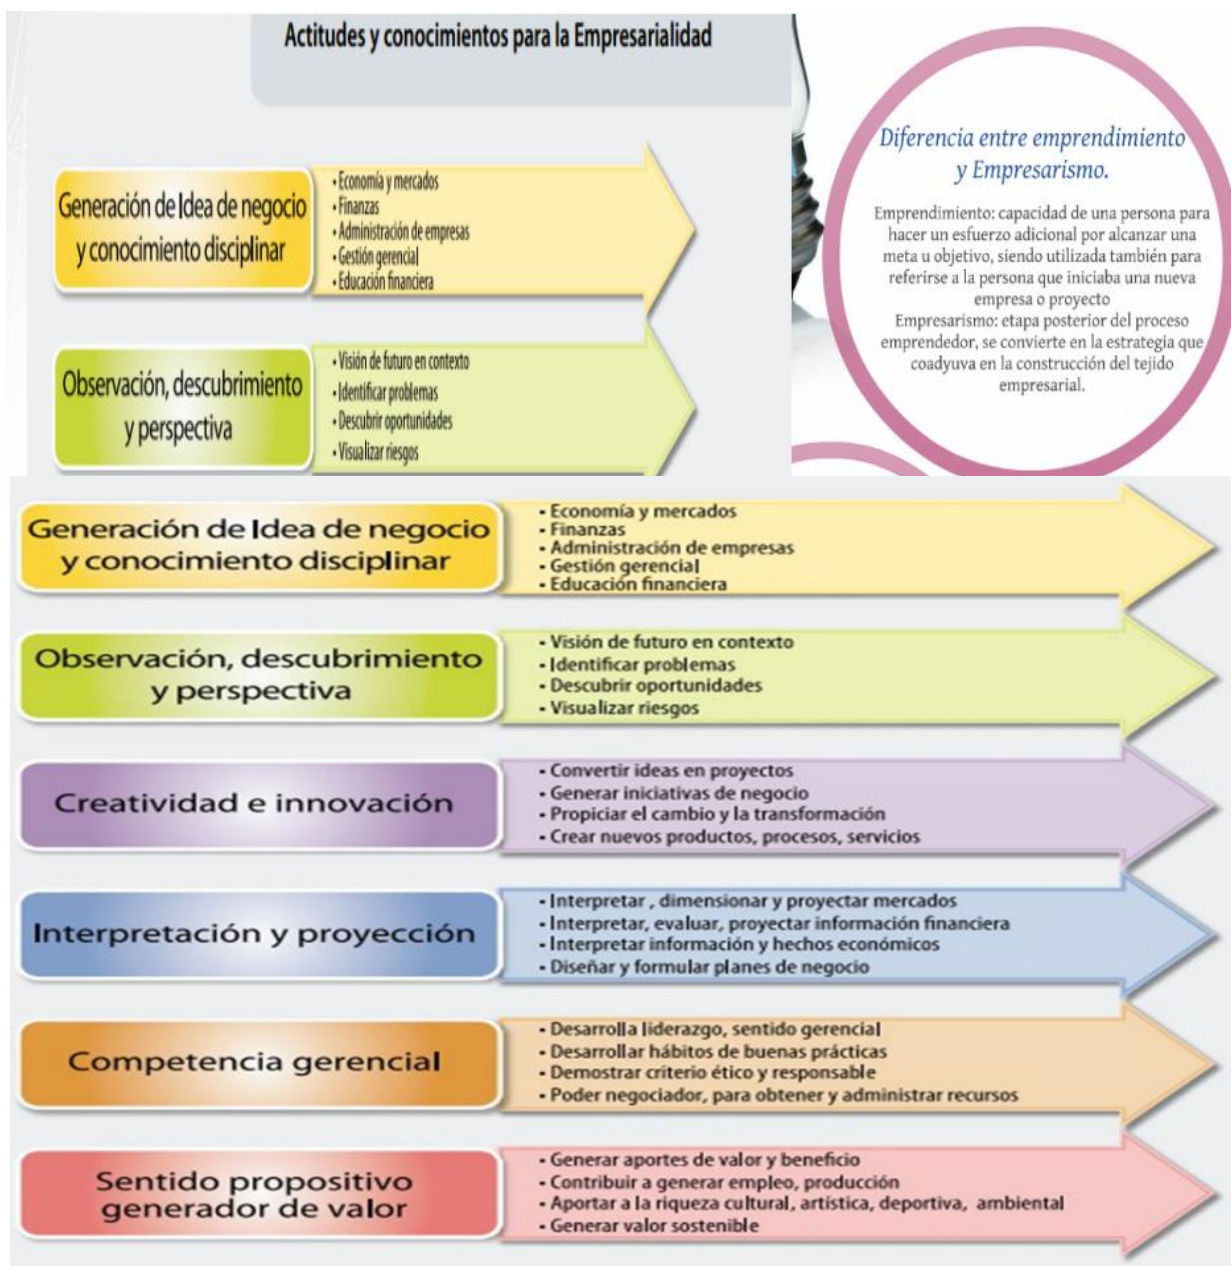 Actitudes y conocimientos para la Empresarialidad
Generación de Idea de negocio
y conocimiento disciplinar
• Economía y mercados
• Finanzas
• Administración de empresas
• Gestión gerencial
• Educación financiera
Observación, descubrimiento
y perspectiva
• Visión de futuro en contexto
• Identificar problemas
• Descubrir oportunidades
• Visualizar riesgos
Diferencia entre emprendimiento
y Empresarismo.
Emprendimiento: capacidad de una persona para
hacer un esfuerzo adicional por alcanzar una
meta u objetivo, siendo utilizada también para
referirse a la persona que iniciaba una nueva
empresa o proyecto
Empresarismo: etapa posterior del proceso
emprendedor, se convierte en la estrategia que
coadyuva en la construcción del tejido
empresarial.
Generación de Idea de negocio
y conocimiento disciplinar
- Economía y mercados
- Finanzas
- Administración de empresas
- Gestión gerencial
- Educación financiera
Observación, descubrimiento
y perspectiva
- Visión de futuro en contexto
- Identificar problemas
- Descubrir oportunidades
- Visualizar riesgos
Creatividad e innovación
- Convertir ideas en proyectos
- Generar iniciativas de negocio
- Propiciar el cambio y la transformación
- Crear nuevos productos, procesos, servicios
Interpretación y proyección
- Interpretar , dimensionar y proyectar mercados
- Interpretar, evaluar, proyectar información financiera
- Interpretar información y hechos económicos
- Diseñar y formular planes de negocio
Competencia gerencial
- Desarrolla liderazgo, sentido gerencial
- Desarrollar hábitos de buenas prácticas
- Demostrar criterio ético y responsable
- Poder negociador, para obtener y administrar recursos
Sentido propositivo
generador de valor
- Generar aportes de valor y beneficio
- Contribuir a generar empleo, producción
- Aportar a la riqueza cultural, artística, deportiva, ambiental
- Generar valor sostenible